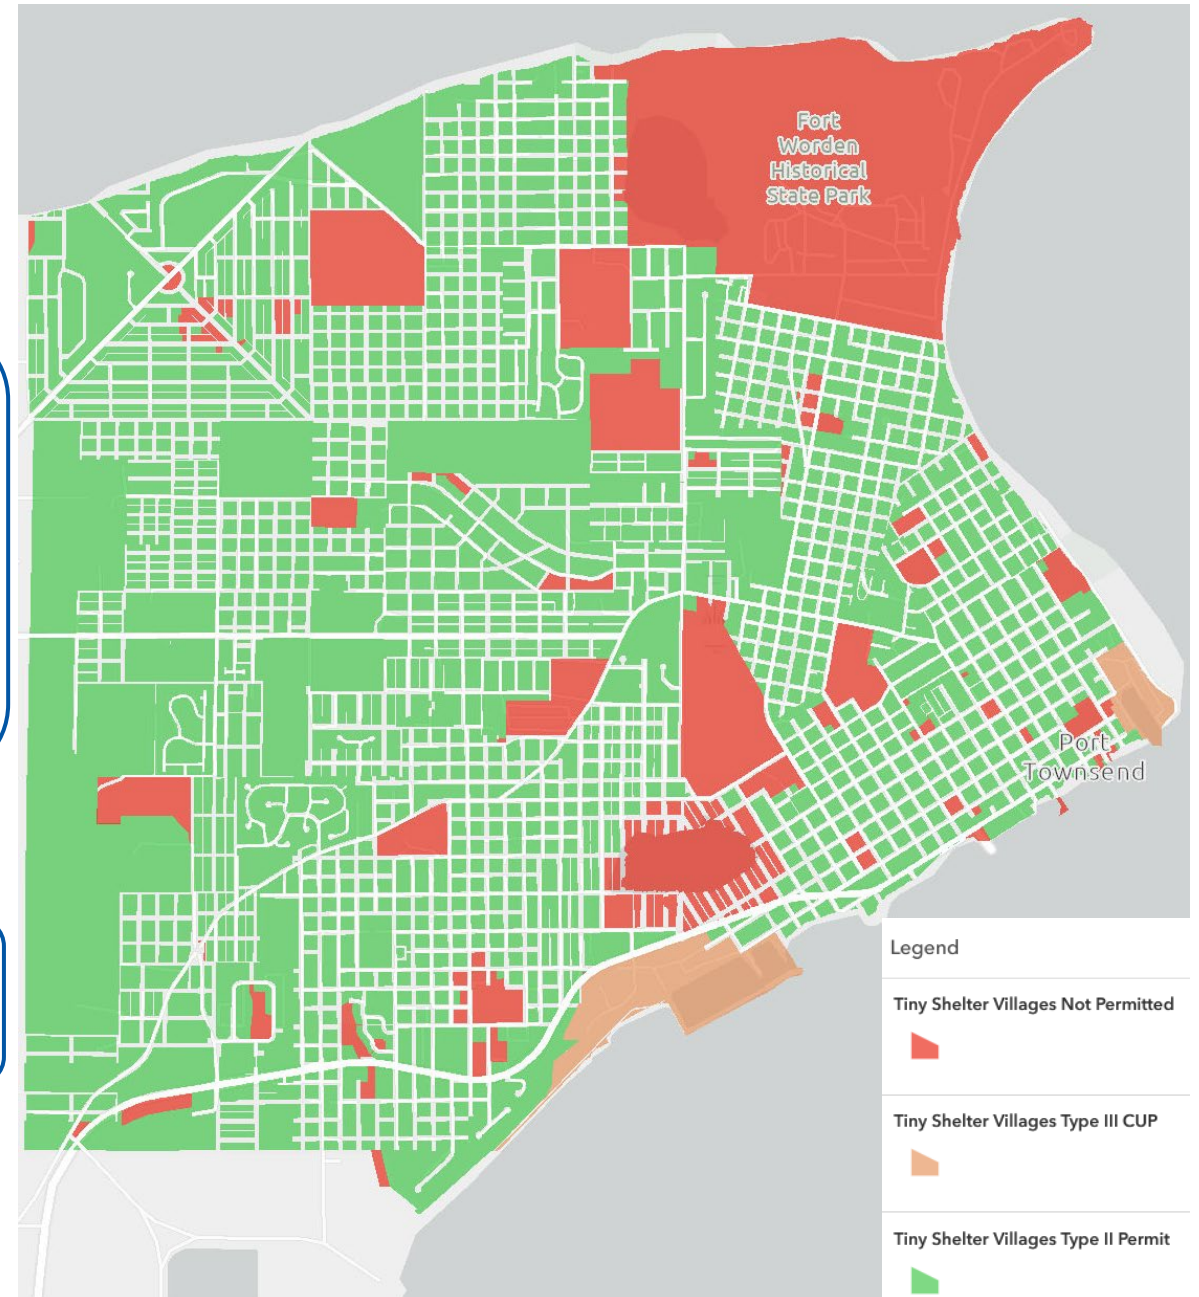 Fort
Worden
Historical
State Park
Port
Townsend
Legend
Tiny Shelter Villages Not Permitted
Tiny Shelter Villages Type III CUP
Tiny Shelter Villages Type II Permit